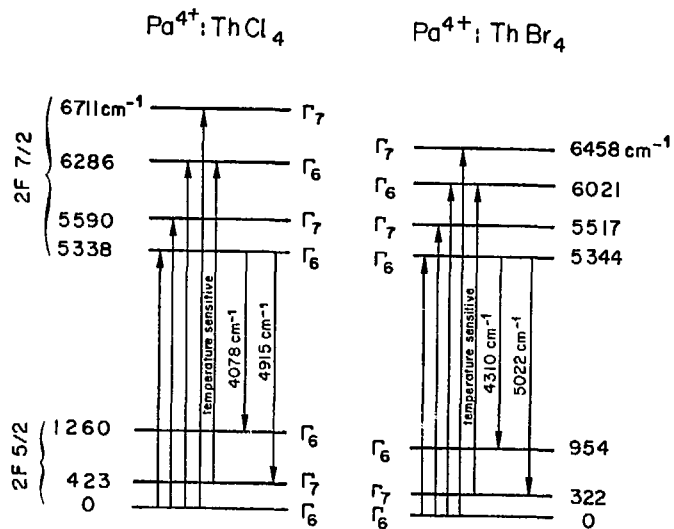 Pa⁴⁺: ThCl₄
6711 cm⁻¹ Γ₇
6286 Γ₆
5590 Γ₇
5338 Γ₆
2F 7/2
temperature sensitive
4078 cm⁻¹
4915 cm⁻¹
2F 5/2
1260 Γ₆
423 Γ₇
0 Γ₆
Pa⁴⁺: ThBr₄
Γ₇ 6458 cm⁻¹
Γ₆ 6021
Γ₇ 5517
Γ₆ 5344
temperature sensitive
4310 cm⁻¹
5022 cm⁻¹
Γ₆ 954
Γ₇ 322
Γ₆ 0